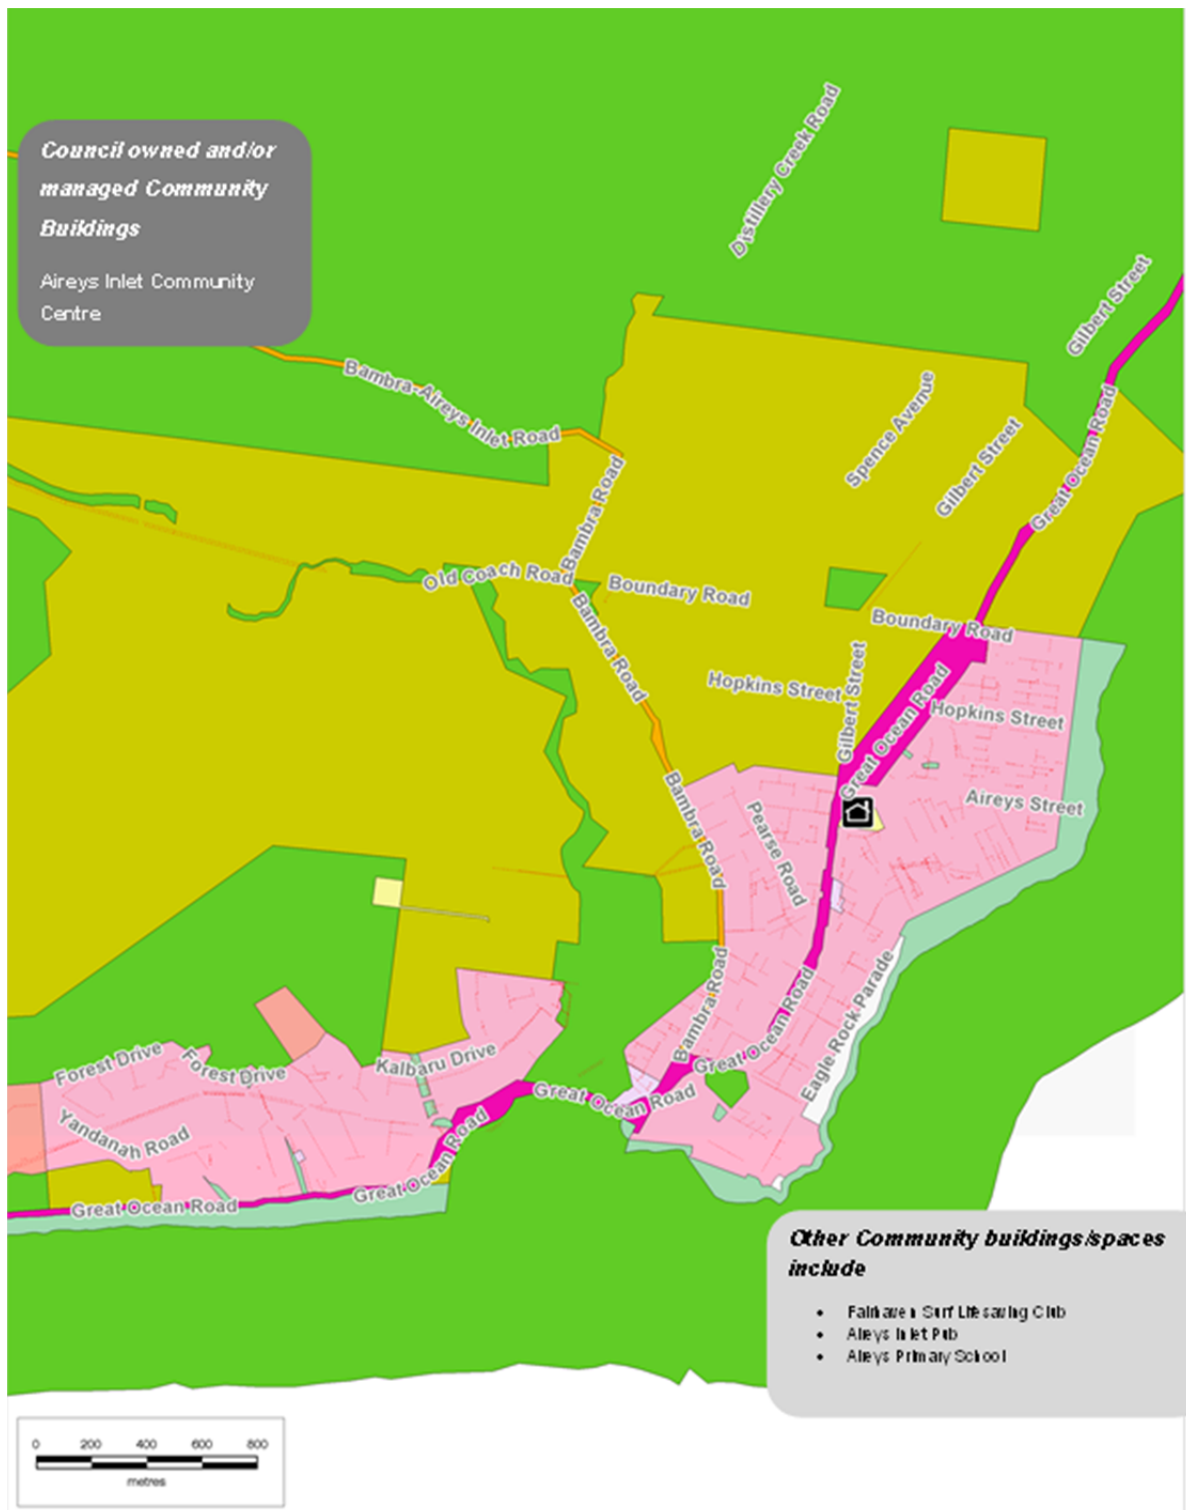 Council owned and/or
managed Community
Buildings
Aireys Inlet Community
Centre
Distillery Creek Road
Gilbert Street
Bambra-Aireys Inlet Road
Spence Avenue
Gilbert Street
Great Ocean Road
Bambra Road
Old Coach Road
Boundary Road
Boundary Road
Bambra Road
Hopkins Street
Gilbert Street
Great Ocean Road
Hopkins Street
Bambra Road
Pearse Road
Aireys Street
Bambra Road
Great Ocean Road
Eagle Rock Parade
Forest Drive
Forest Drive
Kalbaru Drive
Great Ocean Road
Yandanah Road
Great Ocean Road
Great Ocean Road
Other Community buildings/spaces
include
• Fairhaven Surf Lifesaving Club
• Aireys Inlet Pub
• Aireys Primary School
0 200 400 600 800
metres